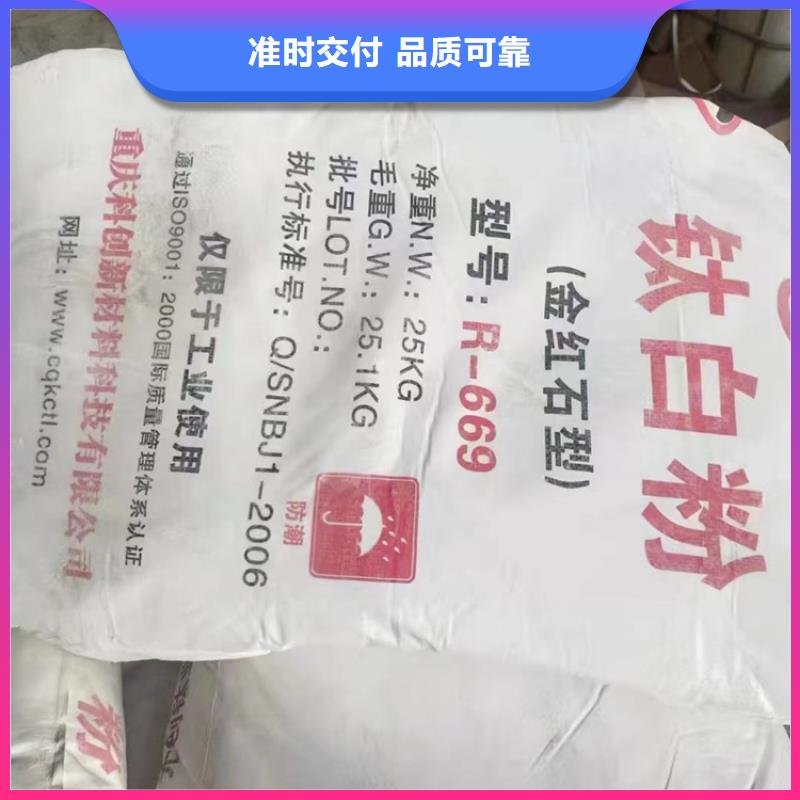 准时交付 品质可靠
钛白粉
(金红石型)
型号：R-669
净重N.W.：25KG
毛重G.W.：25.1KG
批号LOT.NO.：
执行标准号：Q/SNBJ1-2006
防潮
仅限于工业使用
通过ISO9001：2000国际质量管理体系认证
重庆科创新材料科技有限公司
网址：www.cqkctl.com
粉